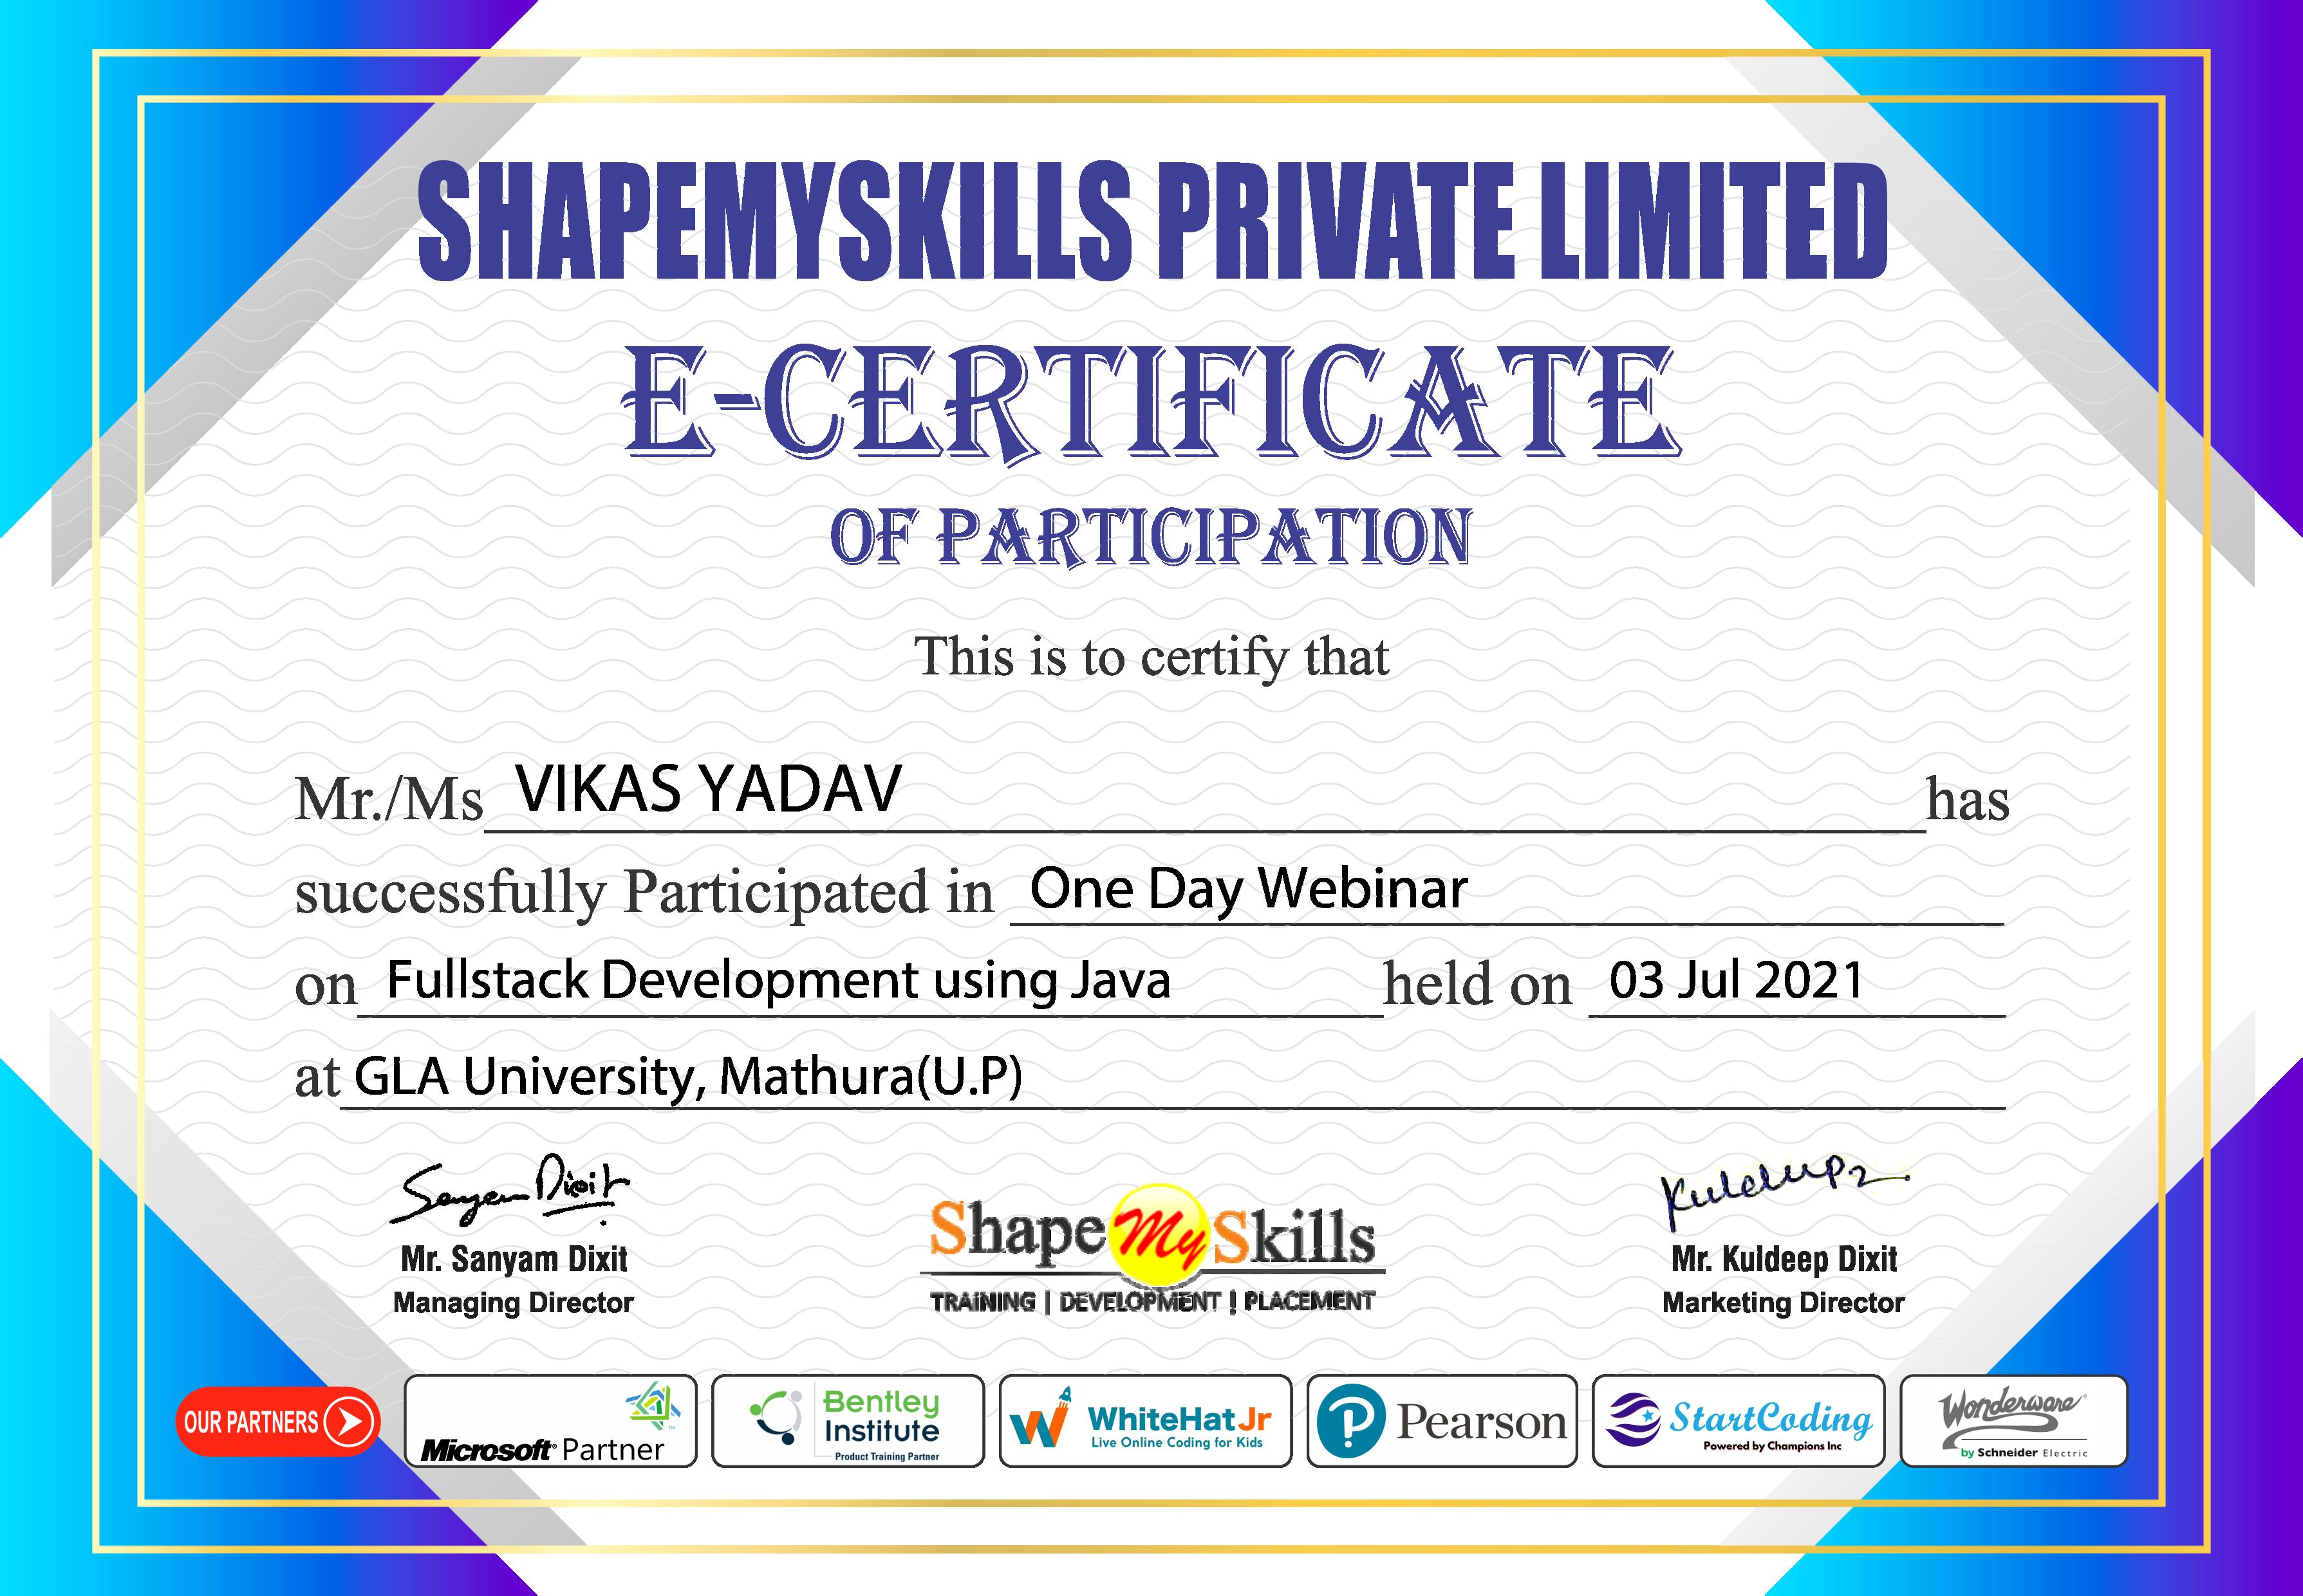 SHAPEMYSKILLS PRIVATE LIMITED
E-CERTIFICATE
OF PARTICIPATION
This is to certify that
Mr./Ms VIKAS YADAV has
successfully Participated in One Day Webinar
on Fullstack Development using Java held on 03 Jul 2021
at GLA University, Mathura(U.P)
Sanyam Dixit
Mr. Sanyam Dixit
Managing Director
Shape My Skills
TRAINING | DEVELOPMENT | PLACEMENT
Mr. Kuldeep Dixit
Marketing Director
OUR PARTNERS
Microsoft® Partner
Bentley
Institute
Product Training Partner
WhiteHat Jr
Live Online Coding for Kids
Pearson
StartCoding
Powered by Champions Inc
Wonderware®
by Schneider Electric